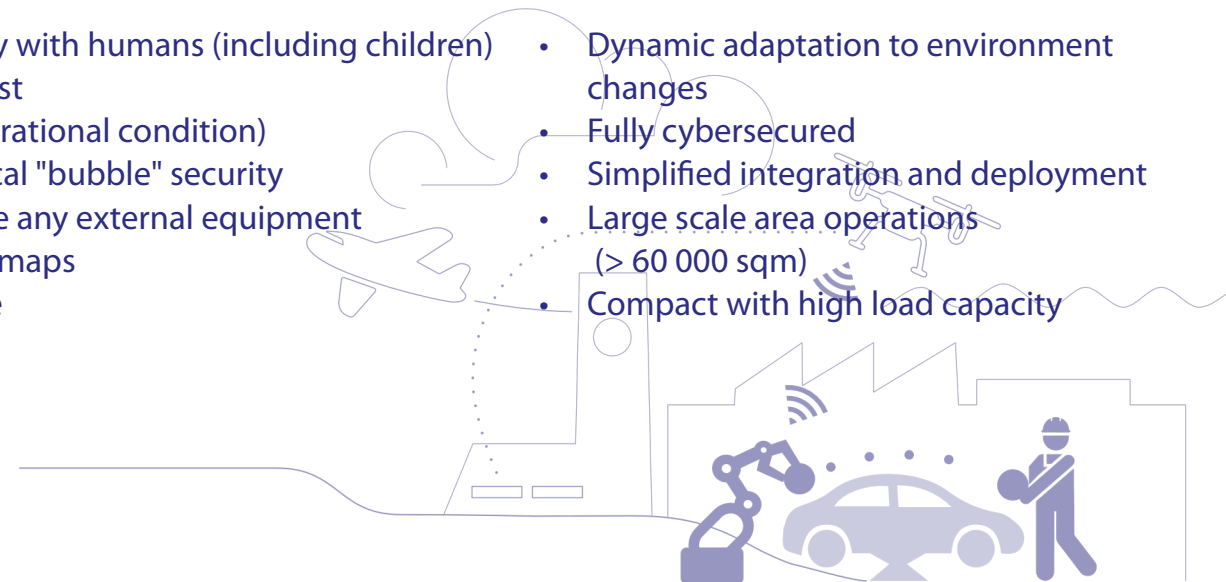 y with humans (including children)
st
rational condition)
cal "bubble" security
e any external equipment
maps
e
• Dynamic adaptation to environment
changes
• Fully cybersecured
• Simplified integration and deployment
• Large scale area operations
(> 60 000 sqm)
• Compact with high load capacity